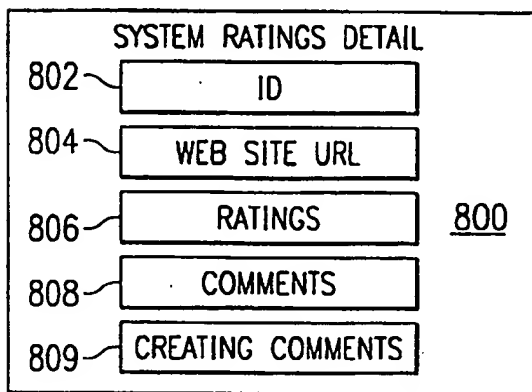 SYSTEM RATINGS DETAIL
802 ID
804 WEB SITE URL
806 RATINGS 800
808 COMMENTS
809 CREATING COMMENTS